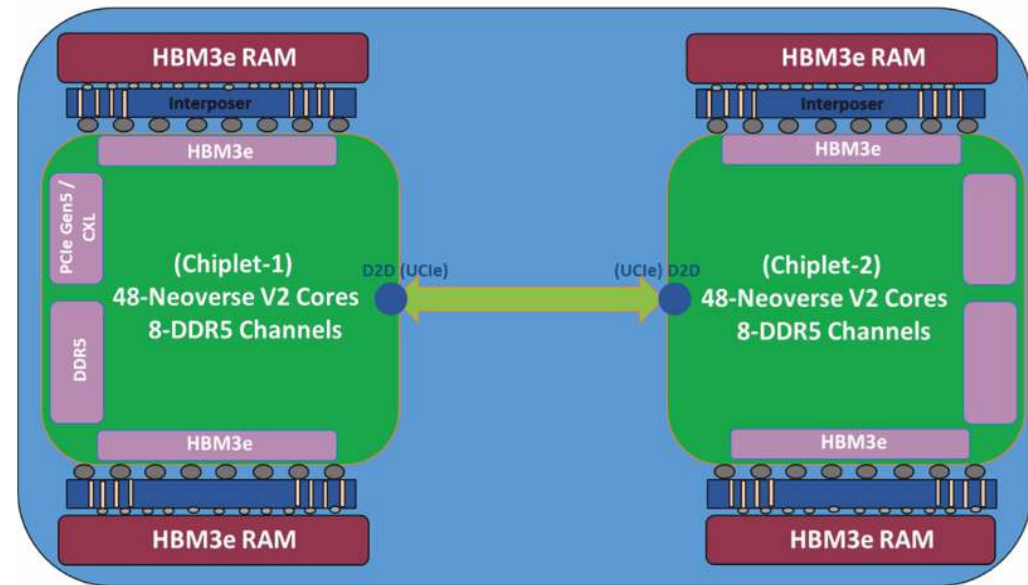 HBM3e RAM
Interposer
HBM3e
PCIe Gen5 /
CXL
DDR5
(Chiplet-1)
48-Neoverse V2 Cores
8-DDR5 Channels
D2D (UCIe)
HBM3e
HBM3e RAM
HBM3e RAM
Interposer
HBM3e
(UCIe) D2D
(Chiplet-2)
48-Neoverse V2 Cores
8-DDR5 Channels
HBM3e
HBM3e RAM